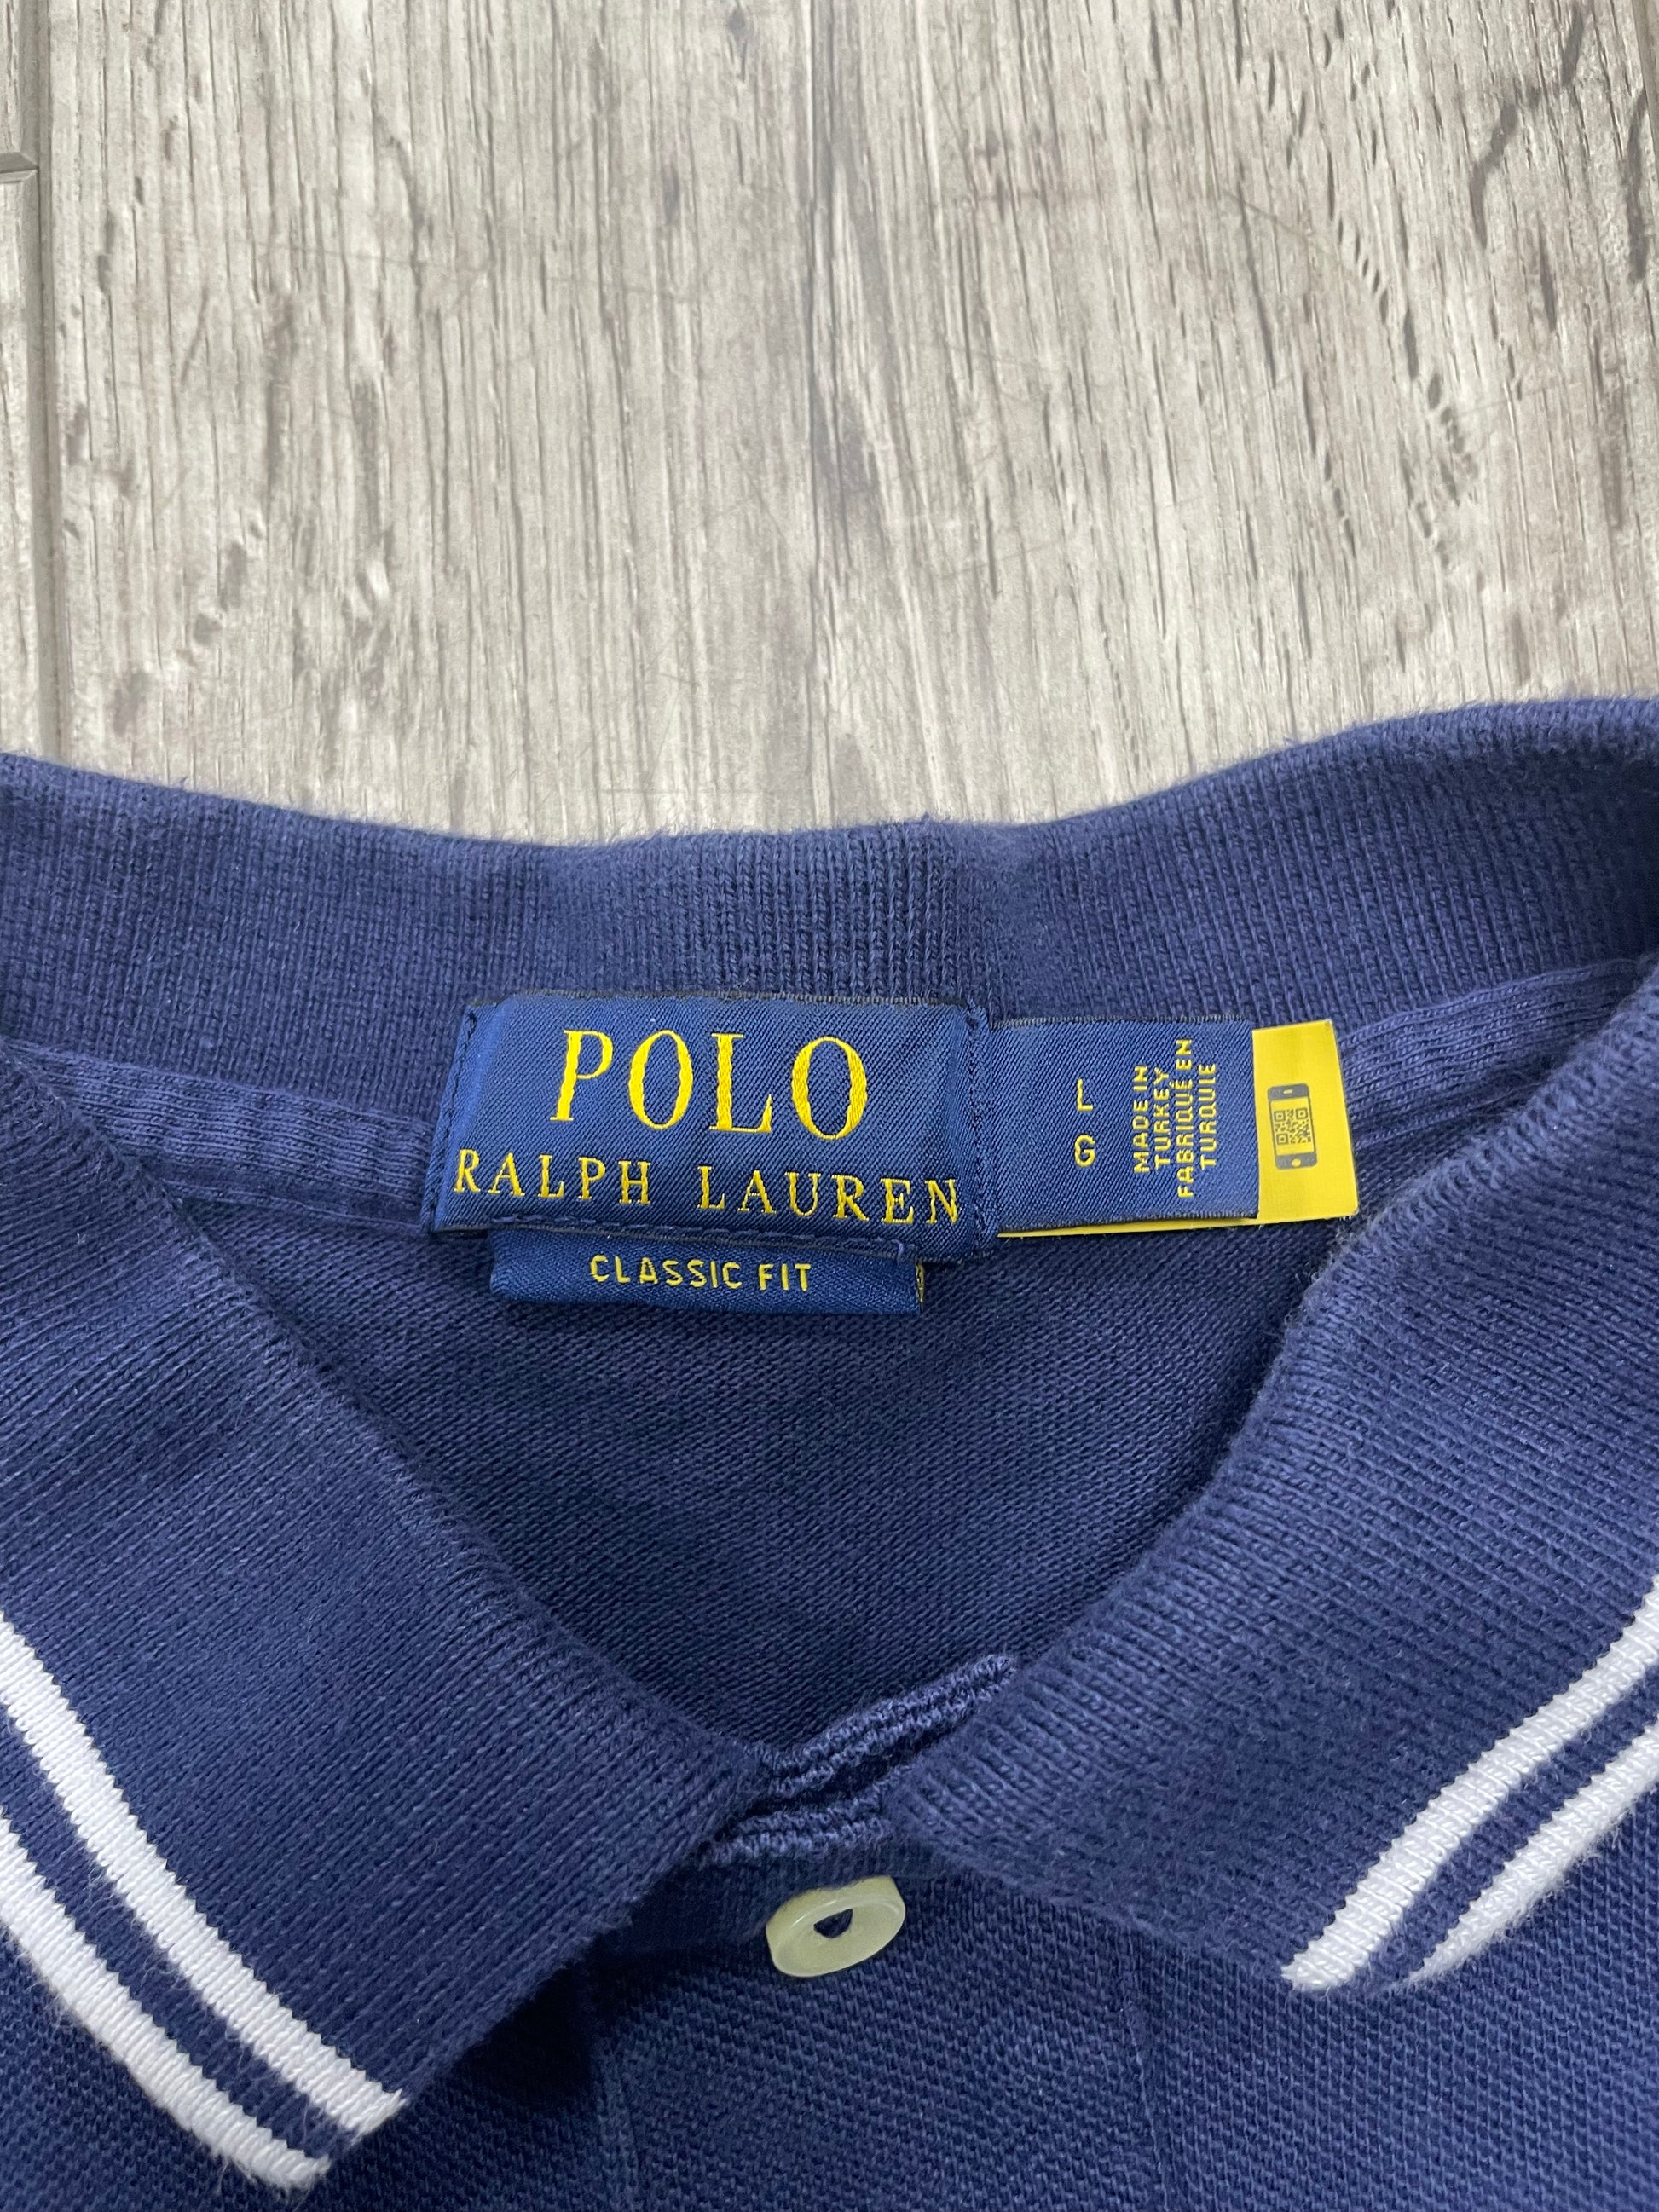 POLO
RALPH LAUREN
CLASSIC FIT
L
G
MADE IN
TURKEY
FABRIQUÉ EN
TURQUIE